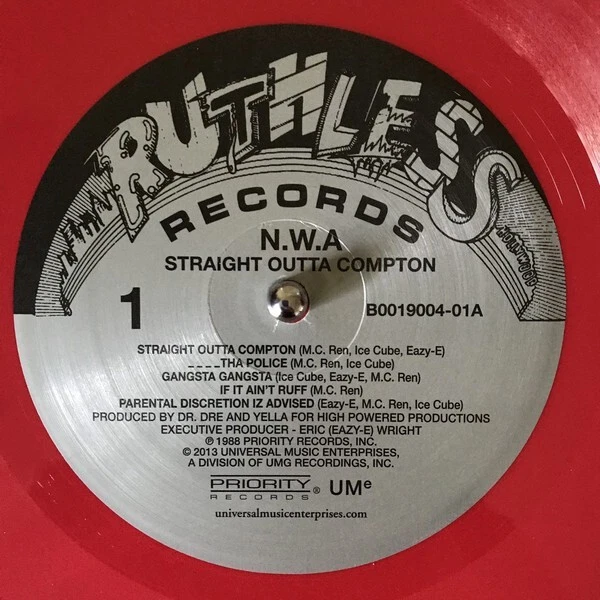 RUTHLESS
HOLLYWOOD
RECORDS
N.W.A
STRAIGHT OUTTA COMPTON
1
B0019004-01A
STRAIGHT OUTTA COMPTON (M.C. Ren, Ice Cube, Eazy-E)
____THA POLICE (M.C. Ren, Ice Cube)
GANGSTA GANGSTA (Ice Cube, Eazy-E, M.C. Ren)
IF IT AIN'T RUFF (M.C. Ren)
PARENTAL DISCRETION IZ ADVISED (Eazy-E, M.C. Ren, Ice Cube)
PRODUCED BY DR. DRE AND YELLA FOR HIGH POWERED PRODUCTIONS
EXECUTIVE PRODUCER - ERIC (EAZY-E) WRIGHT
℗ 1988 PRIORITY RECORDS, INC.
© 2013 UNIVERSAL MUSIC ENTERPRISES,
A DIVISION OF UMG RECORDINGS, INC.
PRIORITY
RECORDS ® UMe
universalmusicenterprises.com